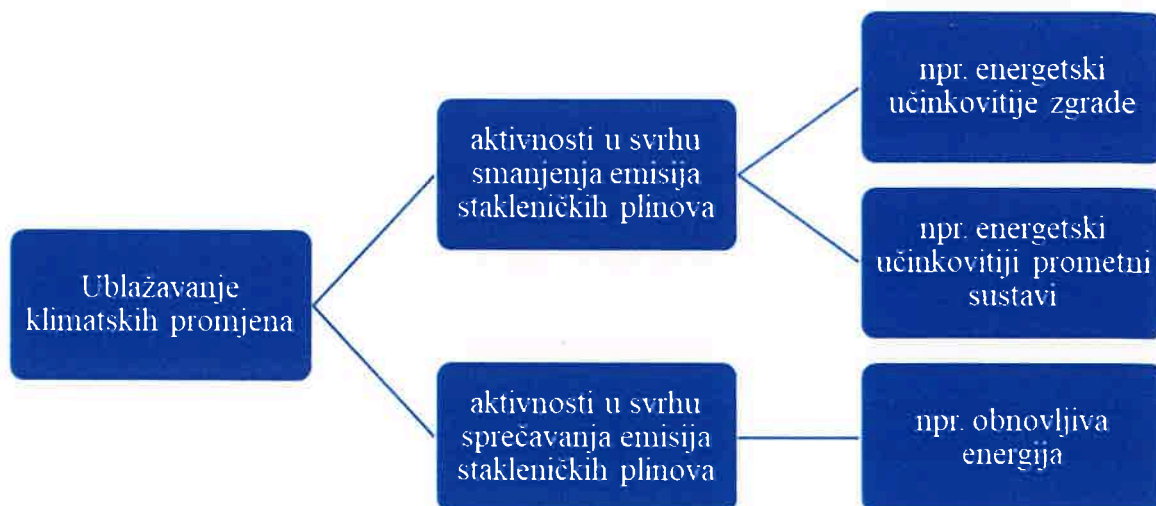 Ublažavanje
klimatskih promjena
aktivnosti u svrhu
smanjenja emisija
stakleničkih plinova
npr. energetski
učinkovitije zgrade
npr. energetski
učinkovitiji prometni
sustavi
aktivnosti u svrhu
sprečavanja emisija
stakleničkih plinova
npr. obnovljiva
energija